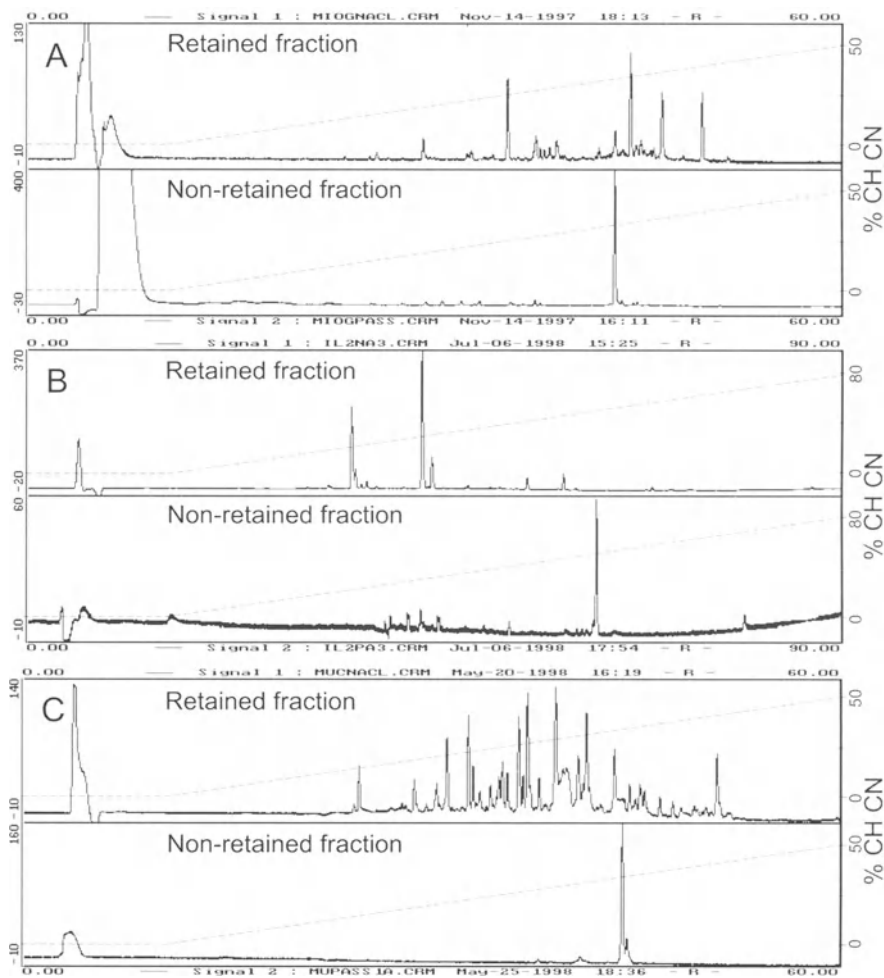 0.00 — Signal 1 : MIOGNACL.CRM Nov-14-1997 18:13 - R - 60.00
130
A
Retained fraction
50
-10
0
400
Non-retained fraction
50
-30
0
% CH CN
0.00 — Signal 2 : MIOGPASS.CRM Nov-14-1997 16:11 - R - 60.00
0.00 — Signal 1 : IL2NA3.CRM Jul-06-1998 15:25 - R - 90.00
370
B
Retained fraction
80
-20
0
60
Non-retained fraction
80
-10
0
% CH CN
0.00 — Signal 2 : IL2PA3.CRM Jul-06-1998 17:54 - R - 90.00
0.00 — Signal 1 : MUCNACL.CRM May-20-1998 16:19 - R - 60.00
140
C
Retained fraction
50
-10
0
160
Non-retained fraction
50
-10
0
% CH CN
0.00 — Signal 2 : MUPASS1A.CRM May-25-1998 18:36 - R - 60.00